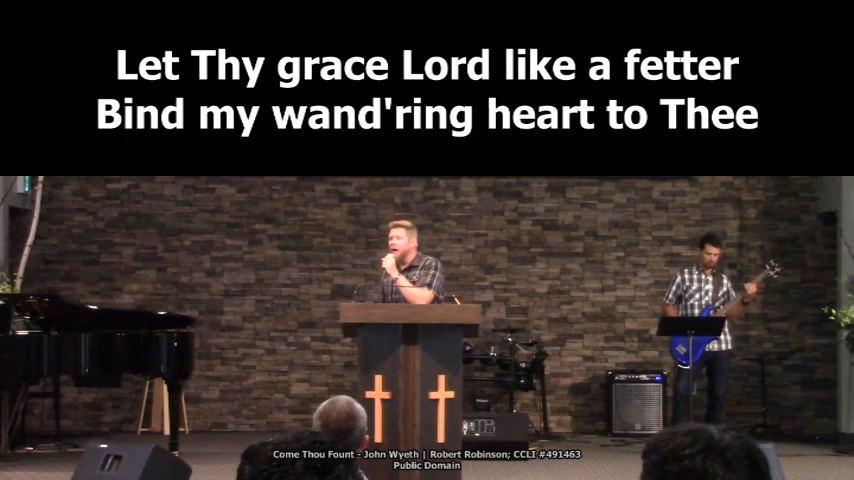 Let Thy grace Lord like a fetter
Bind my wand'ring heart to Thee
Come Thou Fount - John Wyeth | Robert Robinson; CCLI #491463
Public Domain